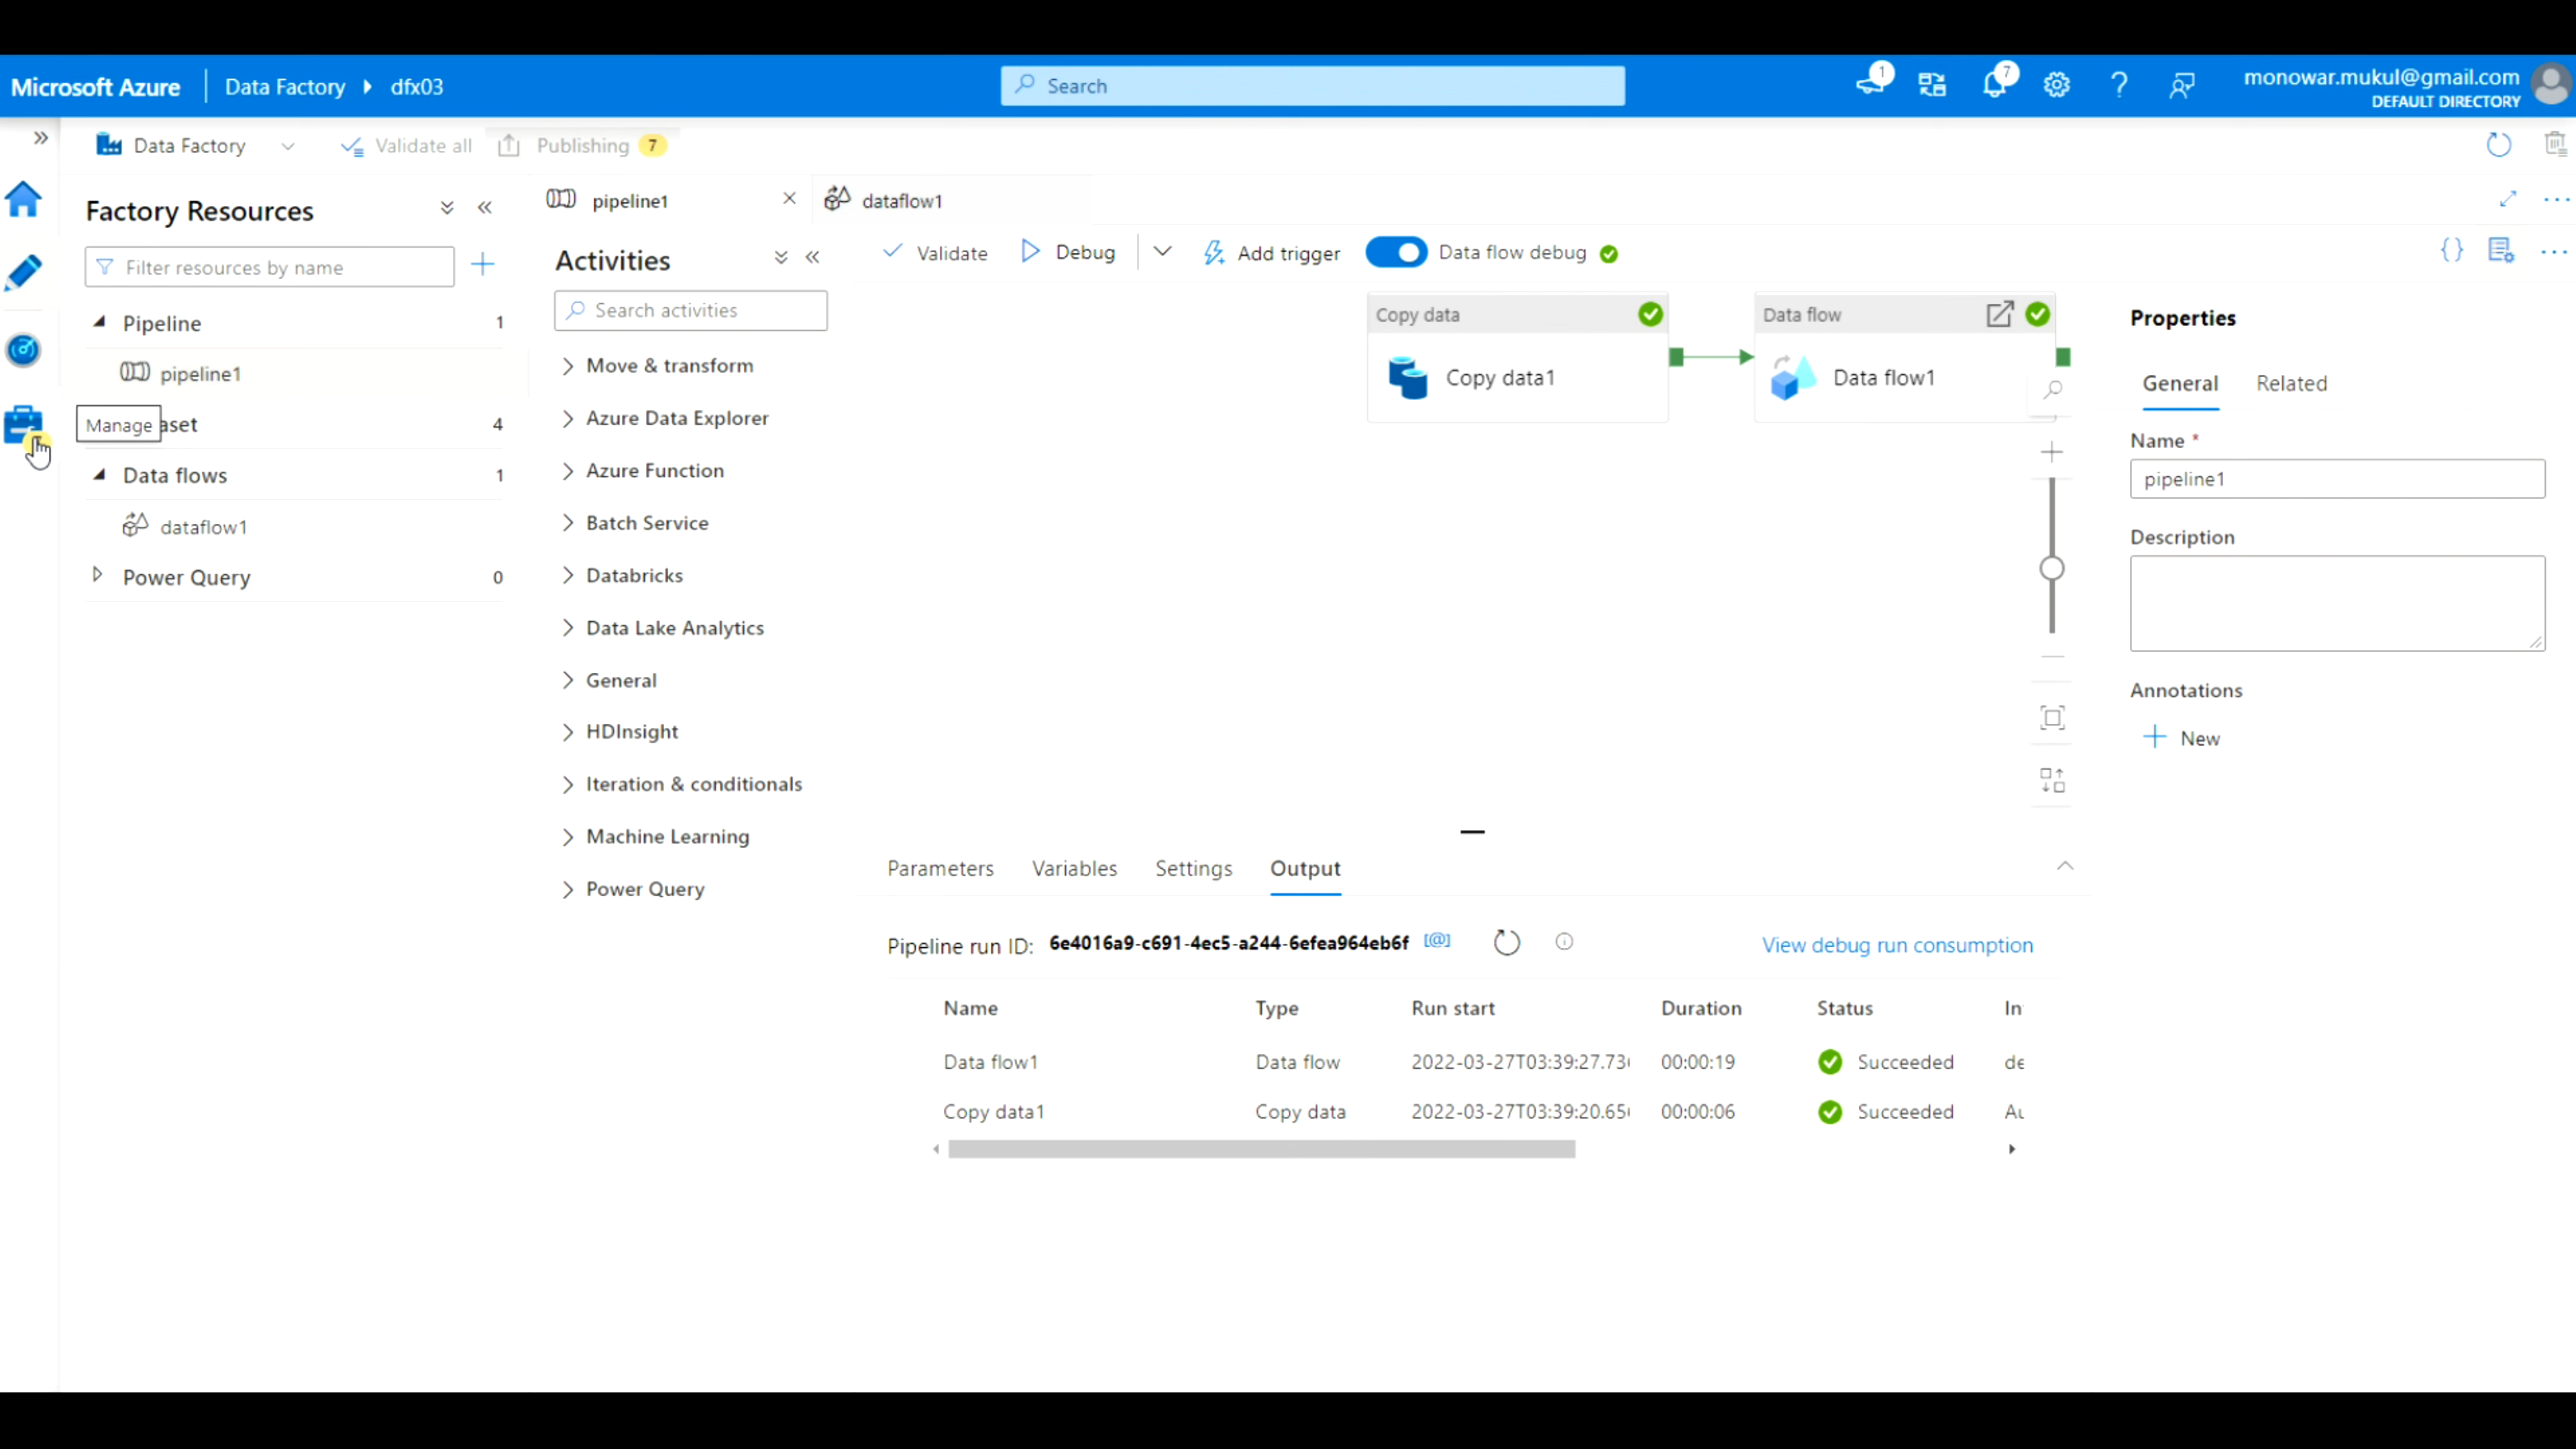 Microsoft Azure Data Factory dfx03 Search 1 7 monowar.mukul@gmail.com
DEFAULT DIRECTORY
Data Factory Validate all Publishing 7
Factory Resources
Filter resources by name
Pipeline 1
pipeline1
Manage aset 4
Data flows 1
dataflow1
Power Query 0
pipeline1 dataflow1
Activities
Search activities
Move & transform
Azure Data Explorer
Azure Function
Batch Service
Databricks
Data Lake Analytics
General
HDInsight
Iteration & conditionals
Machine Learning
Power Query
Validate Debug Add trigger Data flow debug
Copy data
Copy data1
Data flow
Data flow1
Parameters Variables Settings Output
Pipeline run ID: 6e4016a9-c691-4ec5-a244-6efea964eb6f [@] View debug run consumption
Name Type Run start Duration Status In
Data flow1 Data flow 2022-03-27T03:39:27.73 00:00:19 Succeeded de
Copy data1 Copy data 2022-03-27T03:39:20.65 00:00:06 Succeeded Au
Properties
General Related
Name *
pipeline1
Description
Annotations
New